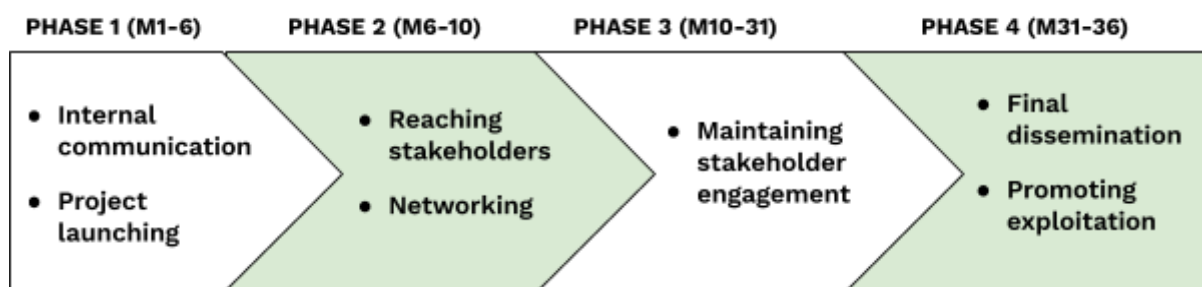 PHASE 1 (M1-6)
PHASE 2 (M6-10)
PHASE 3 (M10-31)
PHASE 4 (M31-36)
● Internal
communication
● Project
launching
● Reaching
stakeholders
● Networking
● Maintaining
stakeholder
engagement
● Final
dissemination
● Promoting
exploitation